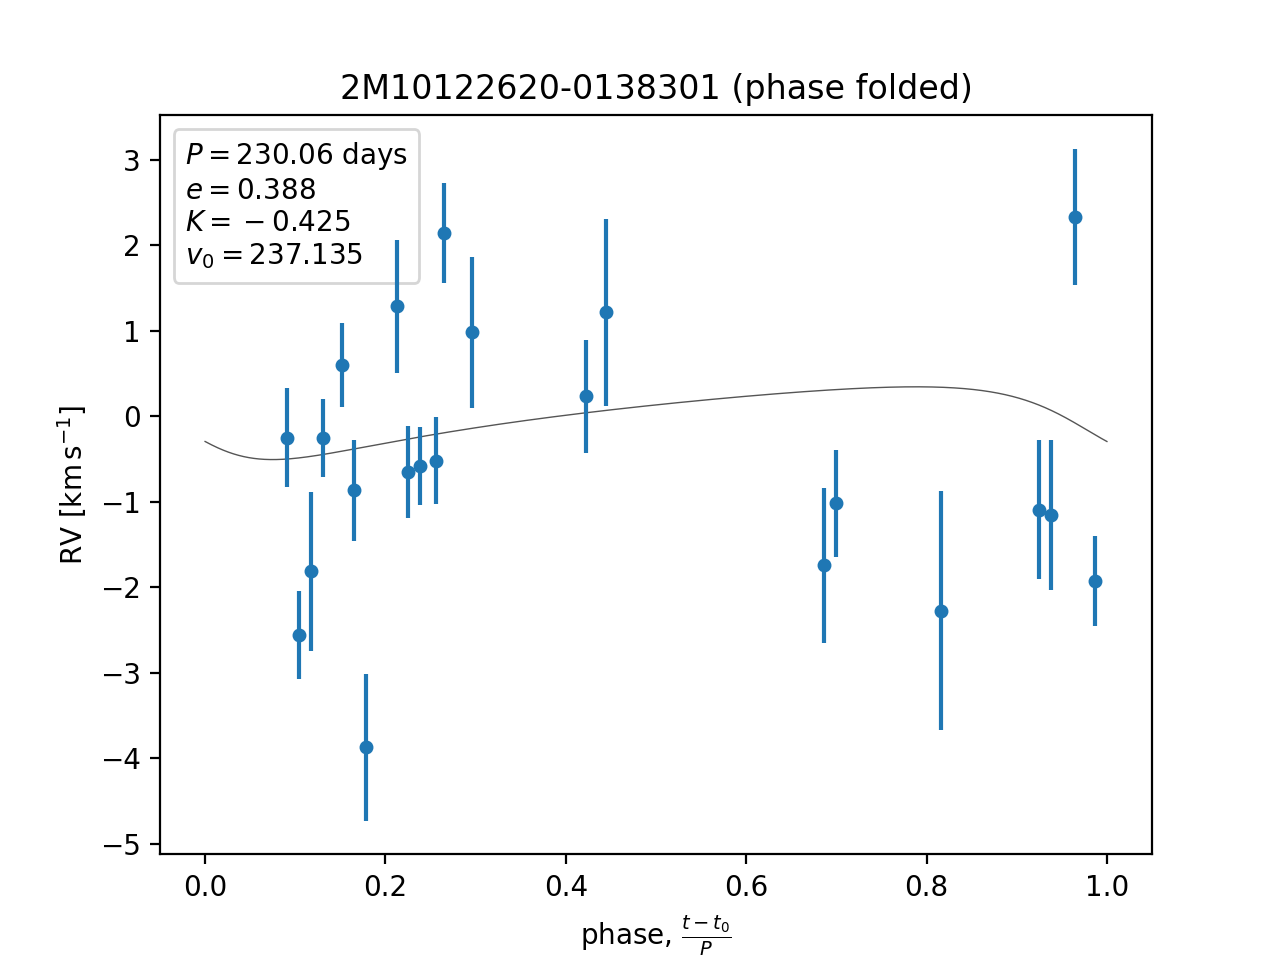 2M10122620-0138301 (phase folded)
P = 230.06 days
e = 0.388
K = −0.425
v₀ = 237.135
3
2
1
0
−1
−2
−3
−4
−5
RV [km s⁻¹]
0.0 0.2 0.4 0.6 0.8 1.0
phase, (t − t₀)/P